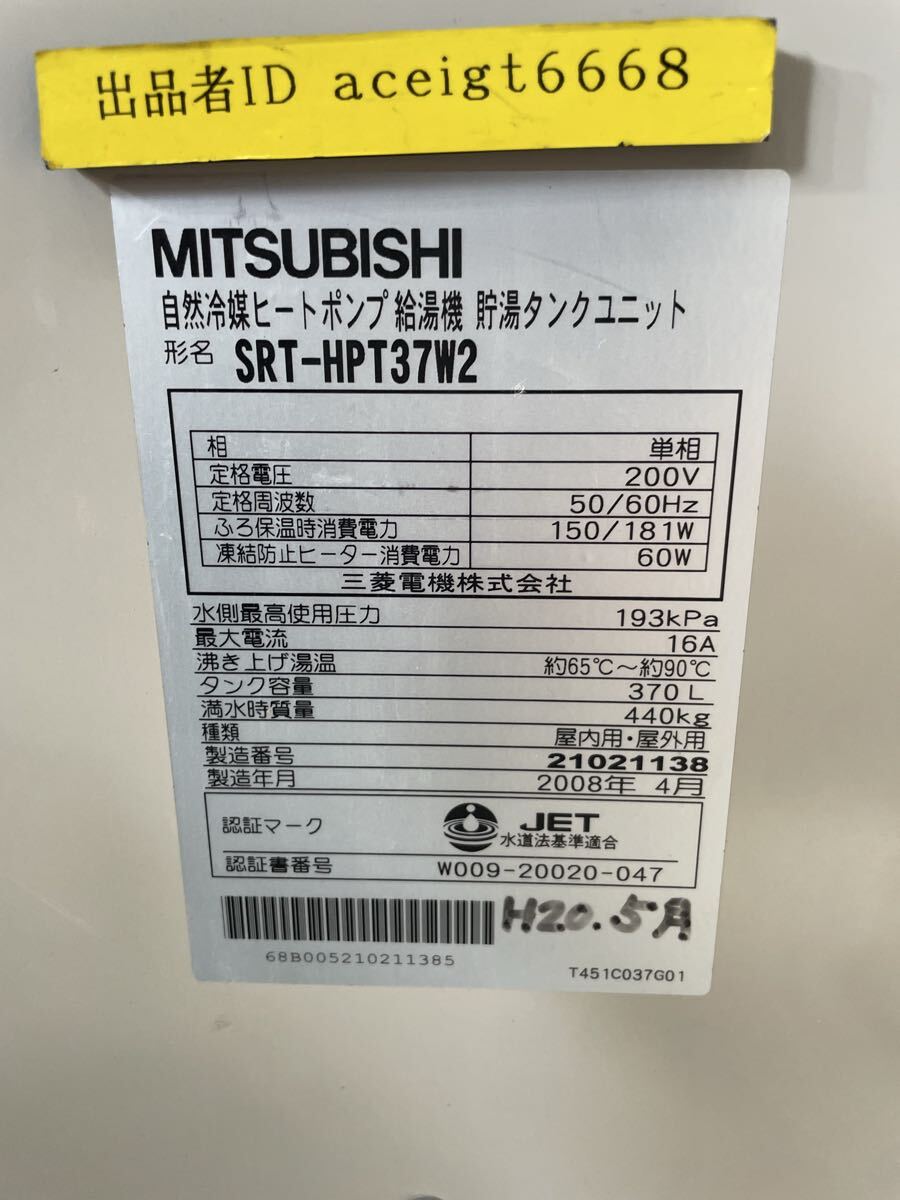 出品者ID aceigt6668
MITSUBISHI
自然冷媒ヒートポンプ給湯機 貯湯タンクユニット
形名 SRT-HPT37W2
相 単相
定格電圧 200V
定格周波数 50/60Hz
ふろ保温時消費電力 150/181W
凍結防止ヒーター消費電力 60W
三菱電機株式会社
水側最高使用圧力 193kPa
最大電流 16A
沸き上げ湯温 約65℃～約90℃
タンク容量 370L
満水時質量 440kg
種類 屋内用・屋外用
製造番号 21021138
製造年月 2008年 4月
認証マーク JET
水道法基準適合
認証書番号 W009-20020-047
H20.5月
68B005210211385
T451C037G01